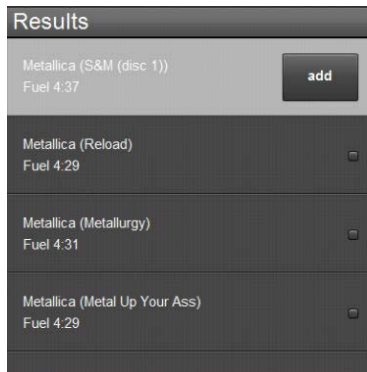 Results
Metallica (S&M (disc 1))
Fuel 4:37
add
Metallica (Reload)
Fuel 4:29
Metallica (Metallurgy)
Fuel 4:31
Metallica (Metal Up Your Ass)
Fuel 4:29